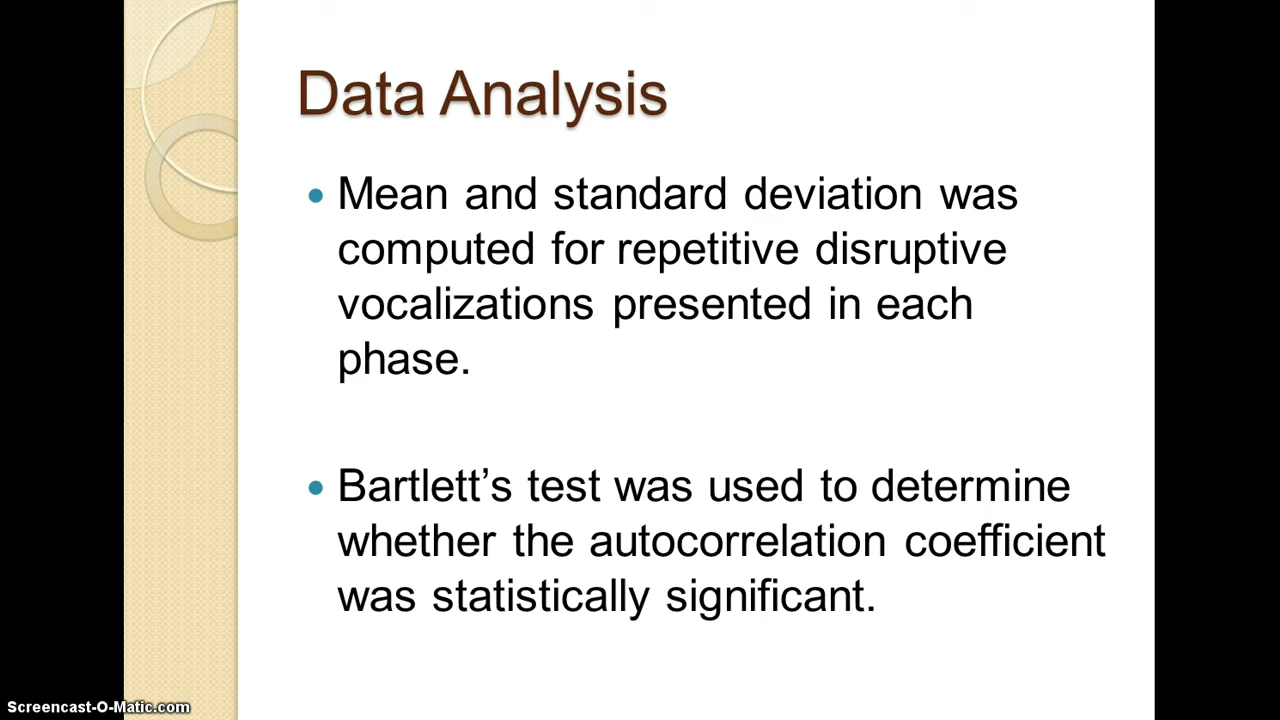 Data Analysis
• Mean and standard deviation was
computed for repetitive disruptive
vocalizations presented in each
phase.
• Bartlett’s test was used to determine
whether the autocorrelation coefficient
was statistically significant.
Screencast-O-Matic.com